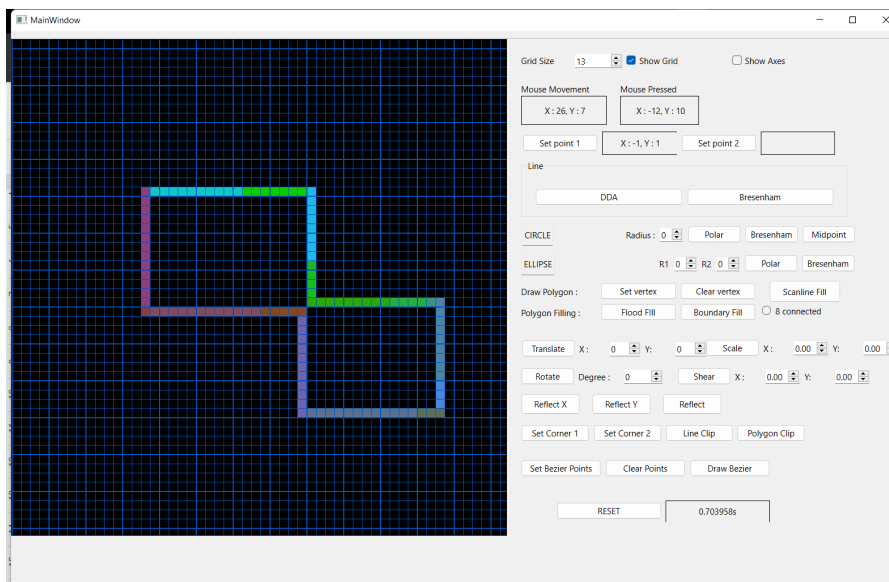 MainWindow
Grid Size 13 Show Grid Show Axes
Mouse Movement Mouse Pressed
X : 26, Y : 7 X : -12, Y : 10
Set point 1 X : -1, Y : 1 Set point 2
Line
DDA Bresenham
CIRCLE Radius : 0 Polar Bresenham Midpoint
ELLIPSE R1 0 R2 0 Polar Bresenham
Draw Polygon : Set vertex Clear vertex Scanline Fill
Polygon Filling : Flood FIll Boundary Fill 8 connected
Translate X : 0 Y: 0 Scale X : 0.00 Y: 0.00
Rotate Degree : 0 Shear X : 0.00 Y: 0.00
Reflect X Reflect Y Reflect
Set Corner 1 Set Corner 2 Line Clip Polygon Clip
Set Bezier Points Clear Points Draw Bezier
RESET 0.703958s